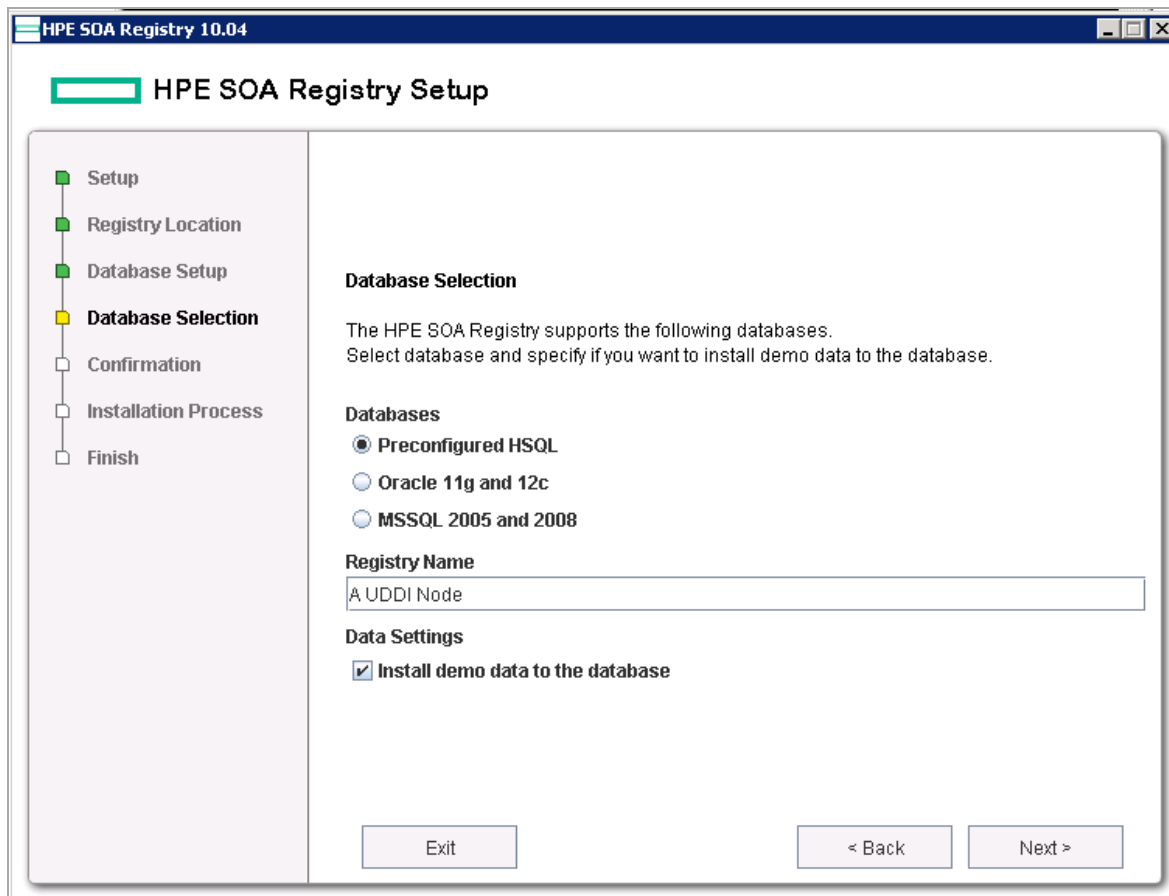 HPE SOA Registry 10.04
HPE SOA Registry Setup
Setup
Registry Location
Database Setup
Database Selection
Confirmation
Installation Process
Finish
Database Selection
The HPE SOA Registry supports the following databases.
Select database and specify if you want to install demo data to the database.
Databases
Preconfigured HSQL
Oracle 11g and 12c
MSSQL 2005 and 2008
Registry Name
A UDDI Node
Data Settings
Install demo data to the database
Exit
< Back
Next >